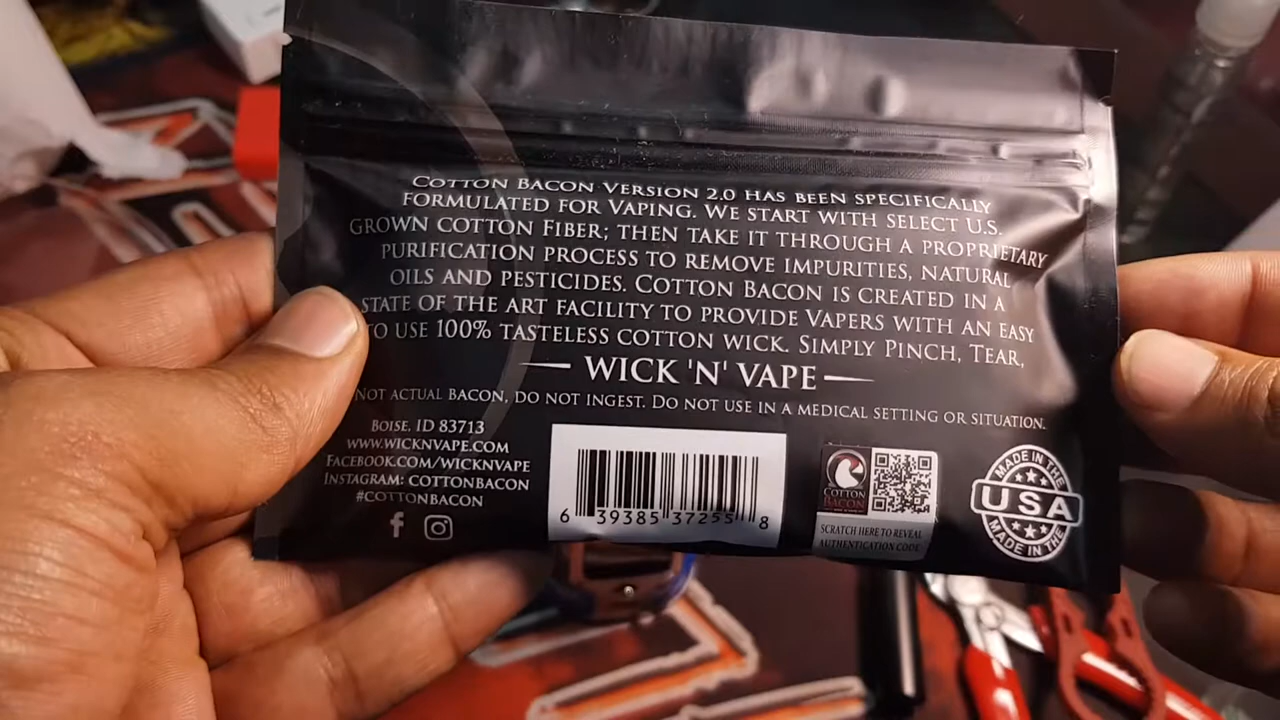 COTTON BACON VERSION 2.0 HAS BEEN SPECIFICALLY
FORMULATED FOR VAPING. WE START WITH SELECT U.S.
GROWN COTTON FIBER; THEN TAKE IT THROUGH A PROPRIETARY
PURIFICATION PROCESS TO REMOVE IMPURITIES, NATURAL
OILS AND PESTICIDES. COTTON BACON IS CREATED IN A
STATE OF THE ART FACILITY TO PROVIDE VAPERS WITH AN EASY
TO USE 100% TASTELESS COTTON WICK. SIMPLY PINCH, TEAR,
WICK 'N' VAPE
NOT ACTUAL BACON, DO NOT INGEST. DO NOT USE IN A MEDICAL SETTING OR SITUATION.
BOISE, ID 83713
WWW.WICKNVAPE.COM
FACEBOOK.COM/WICKNVAPE
INSTAGRAM: COTTONBACON
#COTTONBACON
6 39385 37255 8
COTTON
BACON
SCRATCH HERE TO REVEAL
AUTHENTICATION CODE
MADE IN THE
USA
MADE IN THE